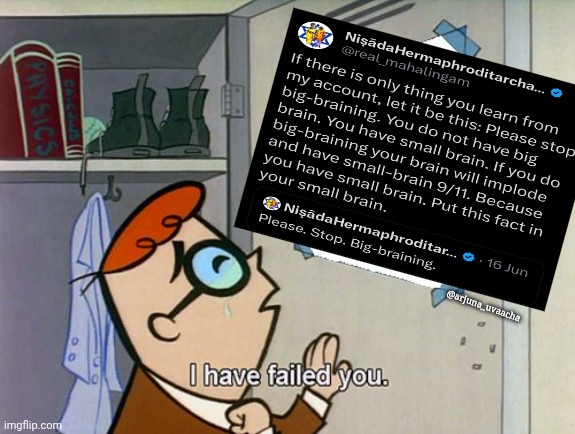 NiṣādaHermaphroditarcha...
@real_mahalingam
If there is only thing you learn from
my account, let it be this: Please stop
big-braining. You do not have big
brain. You have small brain. If you do
big-braining your brain will implode
and have small-brain 9/11. Because
you have small brain. Put this fact in
your small brain.
NiṣādaHermaphroditar... · 16 Jun
Please. Stop. Big-braining.
@arjuna_uvaacha
PHYSICS
CALCULUS
I have failed you.
imgflip.com